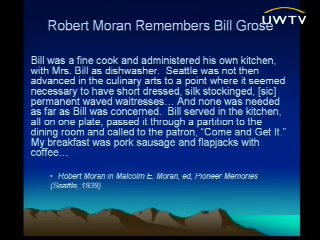 UWTV
Robert Moran Remembers Bill Grose
Bill was a fine cook and administered his own kitchen,
with Mrs. Bill as dishwasher. Seattle was not then
advanced in the culinary arts to a point where it seemed
necessary to have short dressed, silk stockinged, [sic]
permanent waved waitresses… And none was needed
as far as Bill was concerned. Bill served in the kitchen,
all on one plate, passed it through a partition to the
dining room and called to the patron, “Come and Get It.”
My breakfast was pork sausage and flapjacks with
coffee…
• Robert Moran in Malcolm E. Moran, ed, Pioneer Memories
(Seattle, 1939)